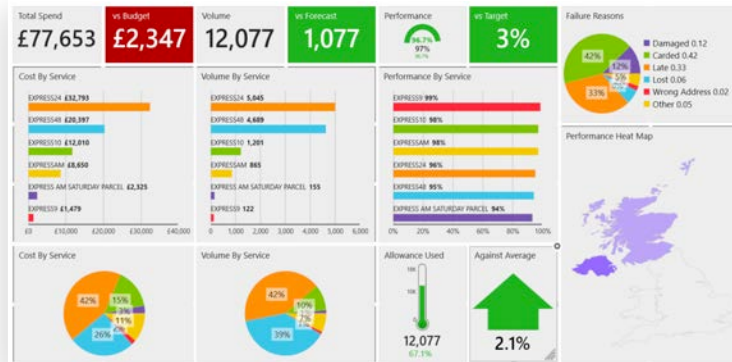 Total Spend
£77,653
vs Budget
£2,347
Volume
12,077
vs Forecast
1,077
Performance
96.7%
97%
vs Target
3%
Failure Reasons
42%
12%
5%
33%
Damaged 0.12
Carded 0.42
Late 0.33
Lost 0.06
Wrong Address 0.02
Other 0.05
Cost By Service
EXPRESS24 £32,793
EXPRESS48 £20,397
EXPRESS10 £12,010
EXPRESSAM £8,650
EXPRESS AM SATURDAY PARCEL £2,325
EXPRESS9 £1,479
£0 £10,000 £20,000 £30,000 £40,000
Volume By Service
EXPRESS24 5,045
EXPRESS48 4,689
EXPRESS10 1,201
EXPRESSAM 865
EXPRESS AM SATURDAY PARCEL 155
EXPRESS9 122
0 1,000 2,000 3,000 4,000 5,000 6,000
Performance By Service
EXPRESS9 99%
EXPRESS10 98%
EXPRESSAM 98%
EXPRESS24 96%
EXPRESS48 95%
EXPRESS AM SATURDAY PARCEL 94%
0% 20% 40% 60% 80% 100%
Performance Heat Map
Cost By Service
42%
15%
3%
11%
26%
Volume By Service
42%
10%
7%
39%
Allowance Used
10k
0
12,077
67.1%
Against Average
2.1%